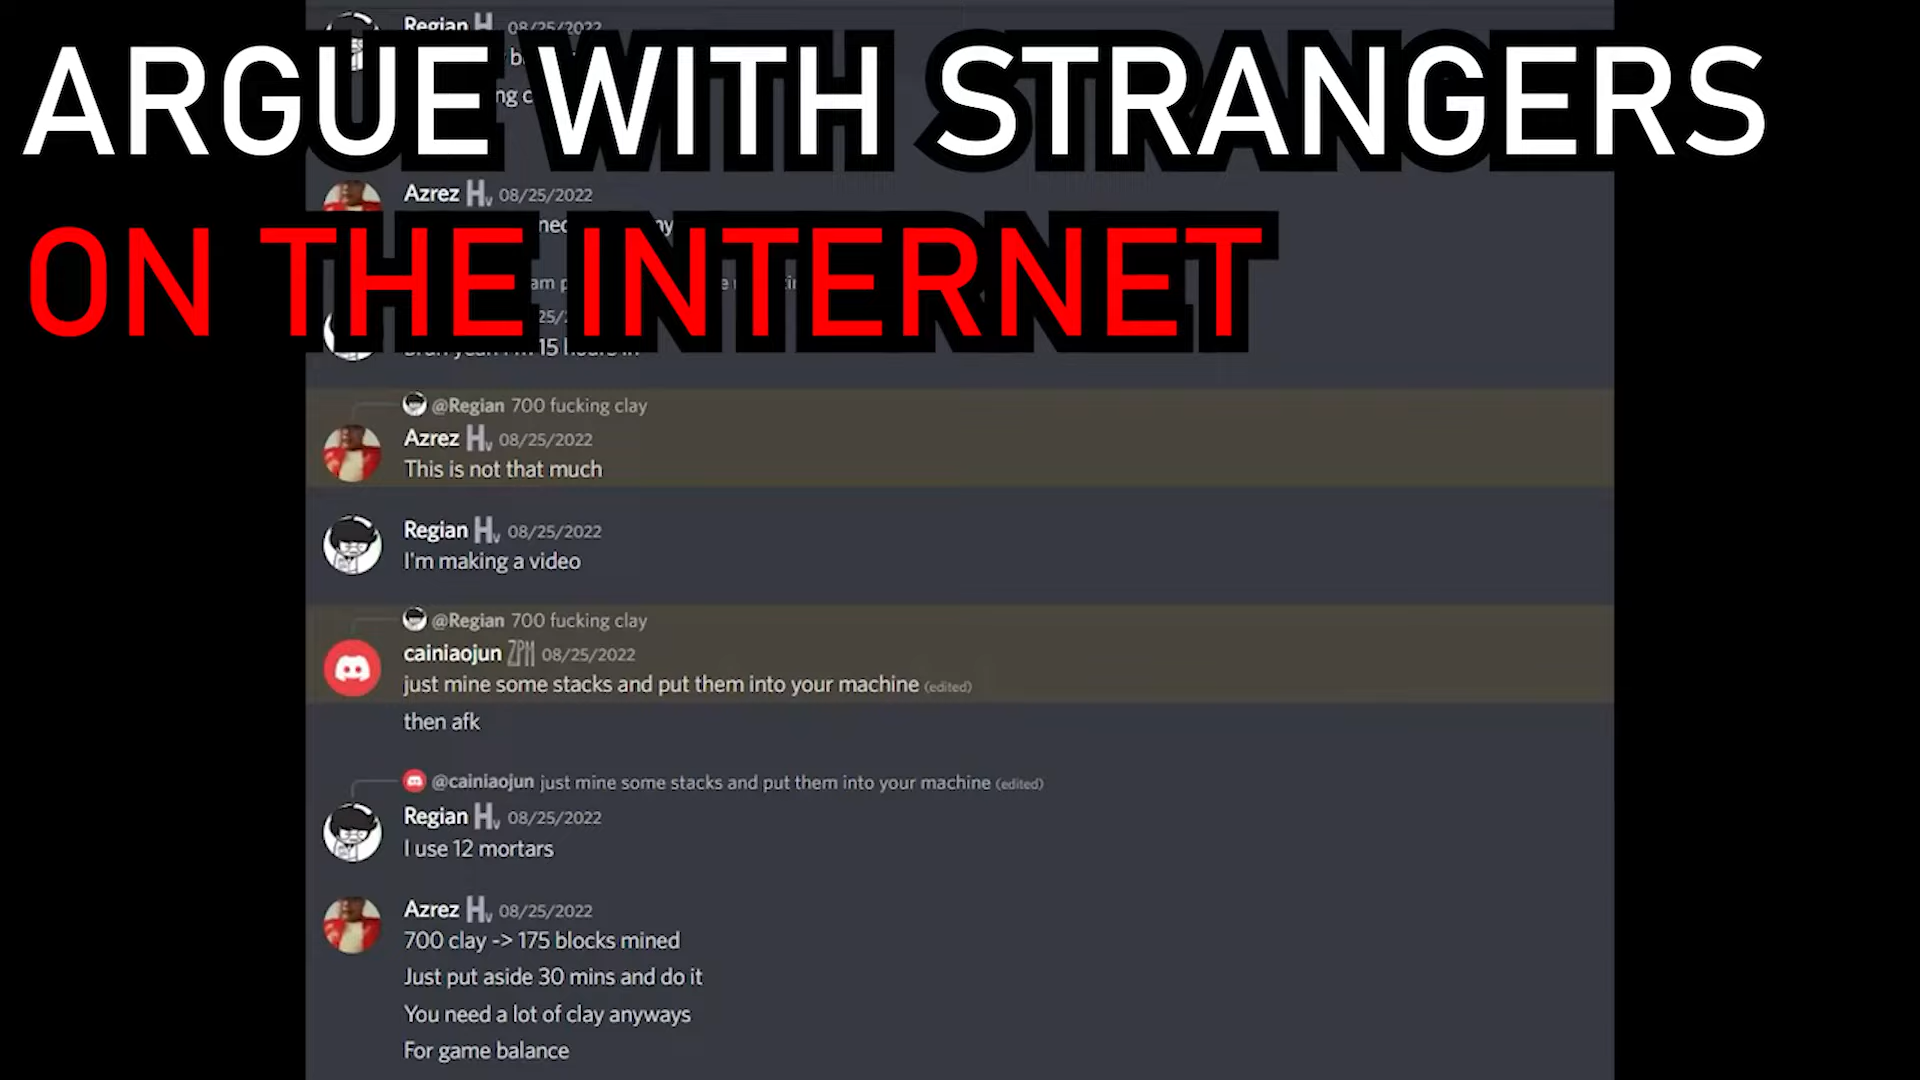 ARGUE WITH STRANGERS
ON THE INTERNET
Regian 08/25/2022
Azrez 08/25/2022
@Regian 700 fucking clay
Azrez 08/25/2022
This is not that much
Regian 08/25/2022
I'm making a video
@Regian 700 fucking clay
cainiaojun ZPM 08/25/2022
just mine some stacks and put them into your machine (edited)
then afk
@cainiaojun just mine some stacks and put them into your machine (edited)
Regian 08/25/2022
I use 12 mortars
Azrez 08/25/2022
700 clay -> 175 blocks mined
Just put aside 30 mins and do it
You need a lot of clay anyways
For game balance